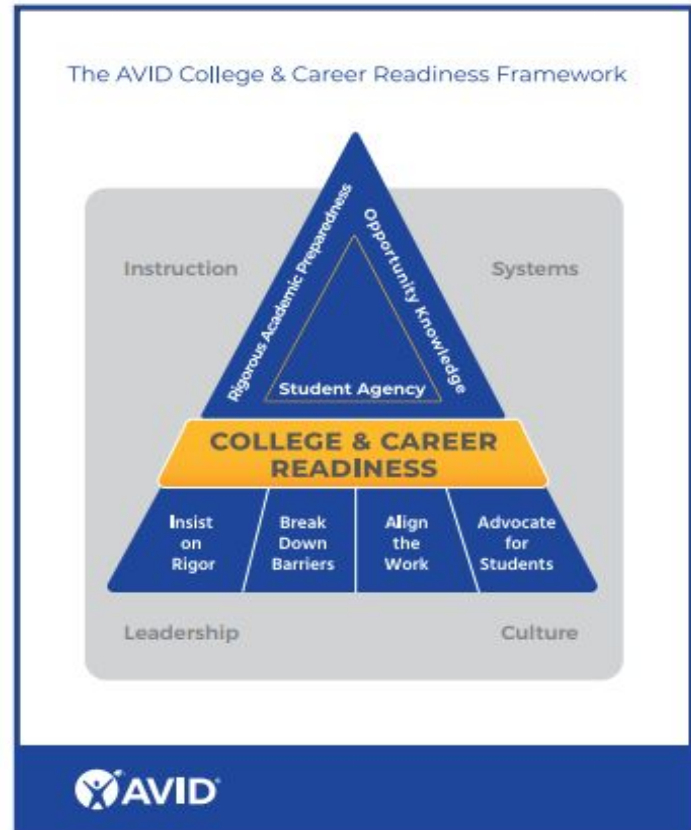 The AVID College & Career Readiness Framework
Instruction
Systems
Rigorous Academic Preparedness
Opportunity Knowledge
Student Agency
COLLEGE & CAREER
READINESS
Insist
on
Rigor
Break
Down
Barriers
Align
the
Work
Advocate
for
Students
Leadership
Culture
AVID